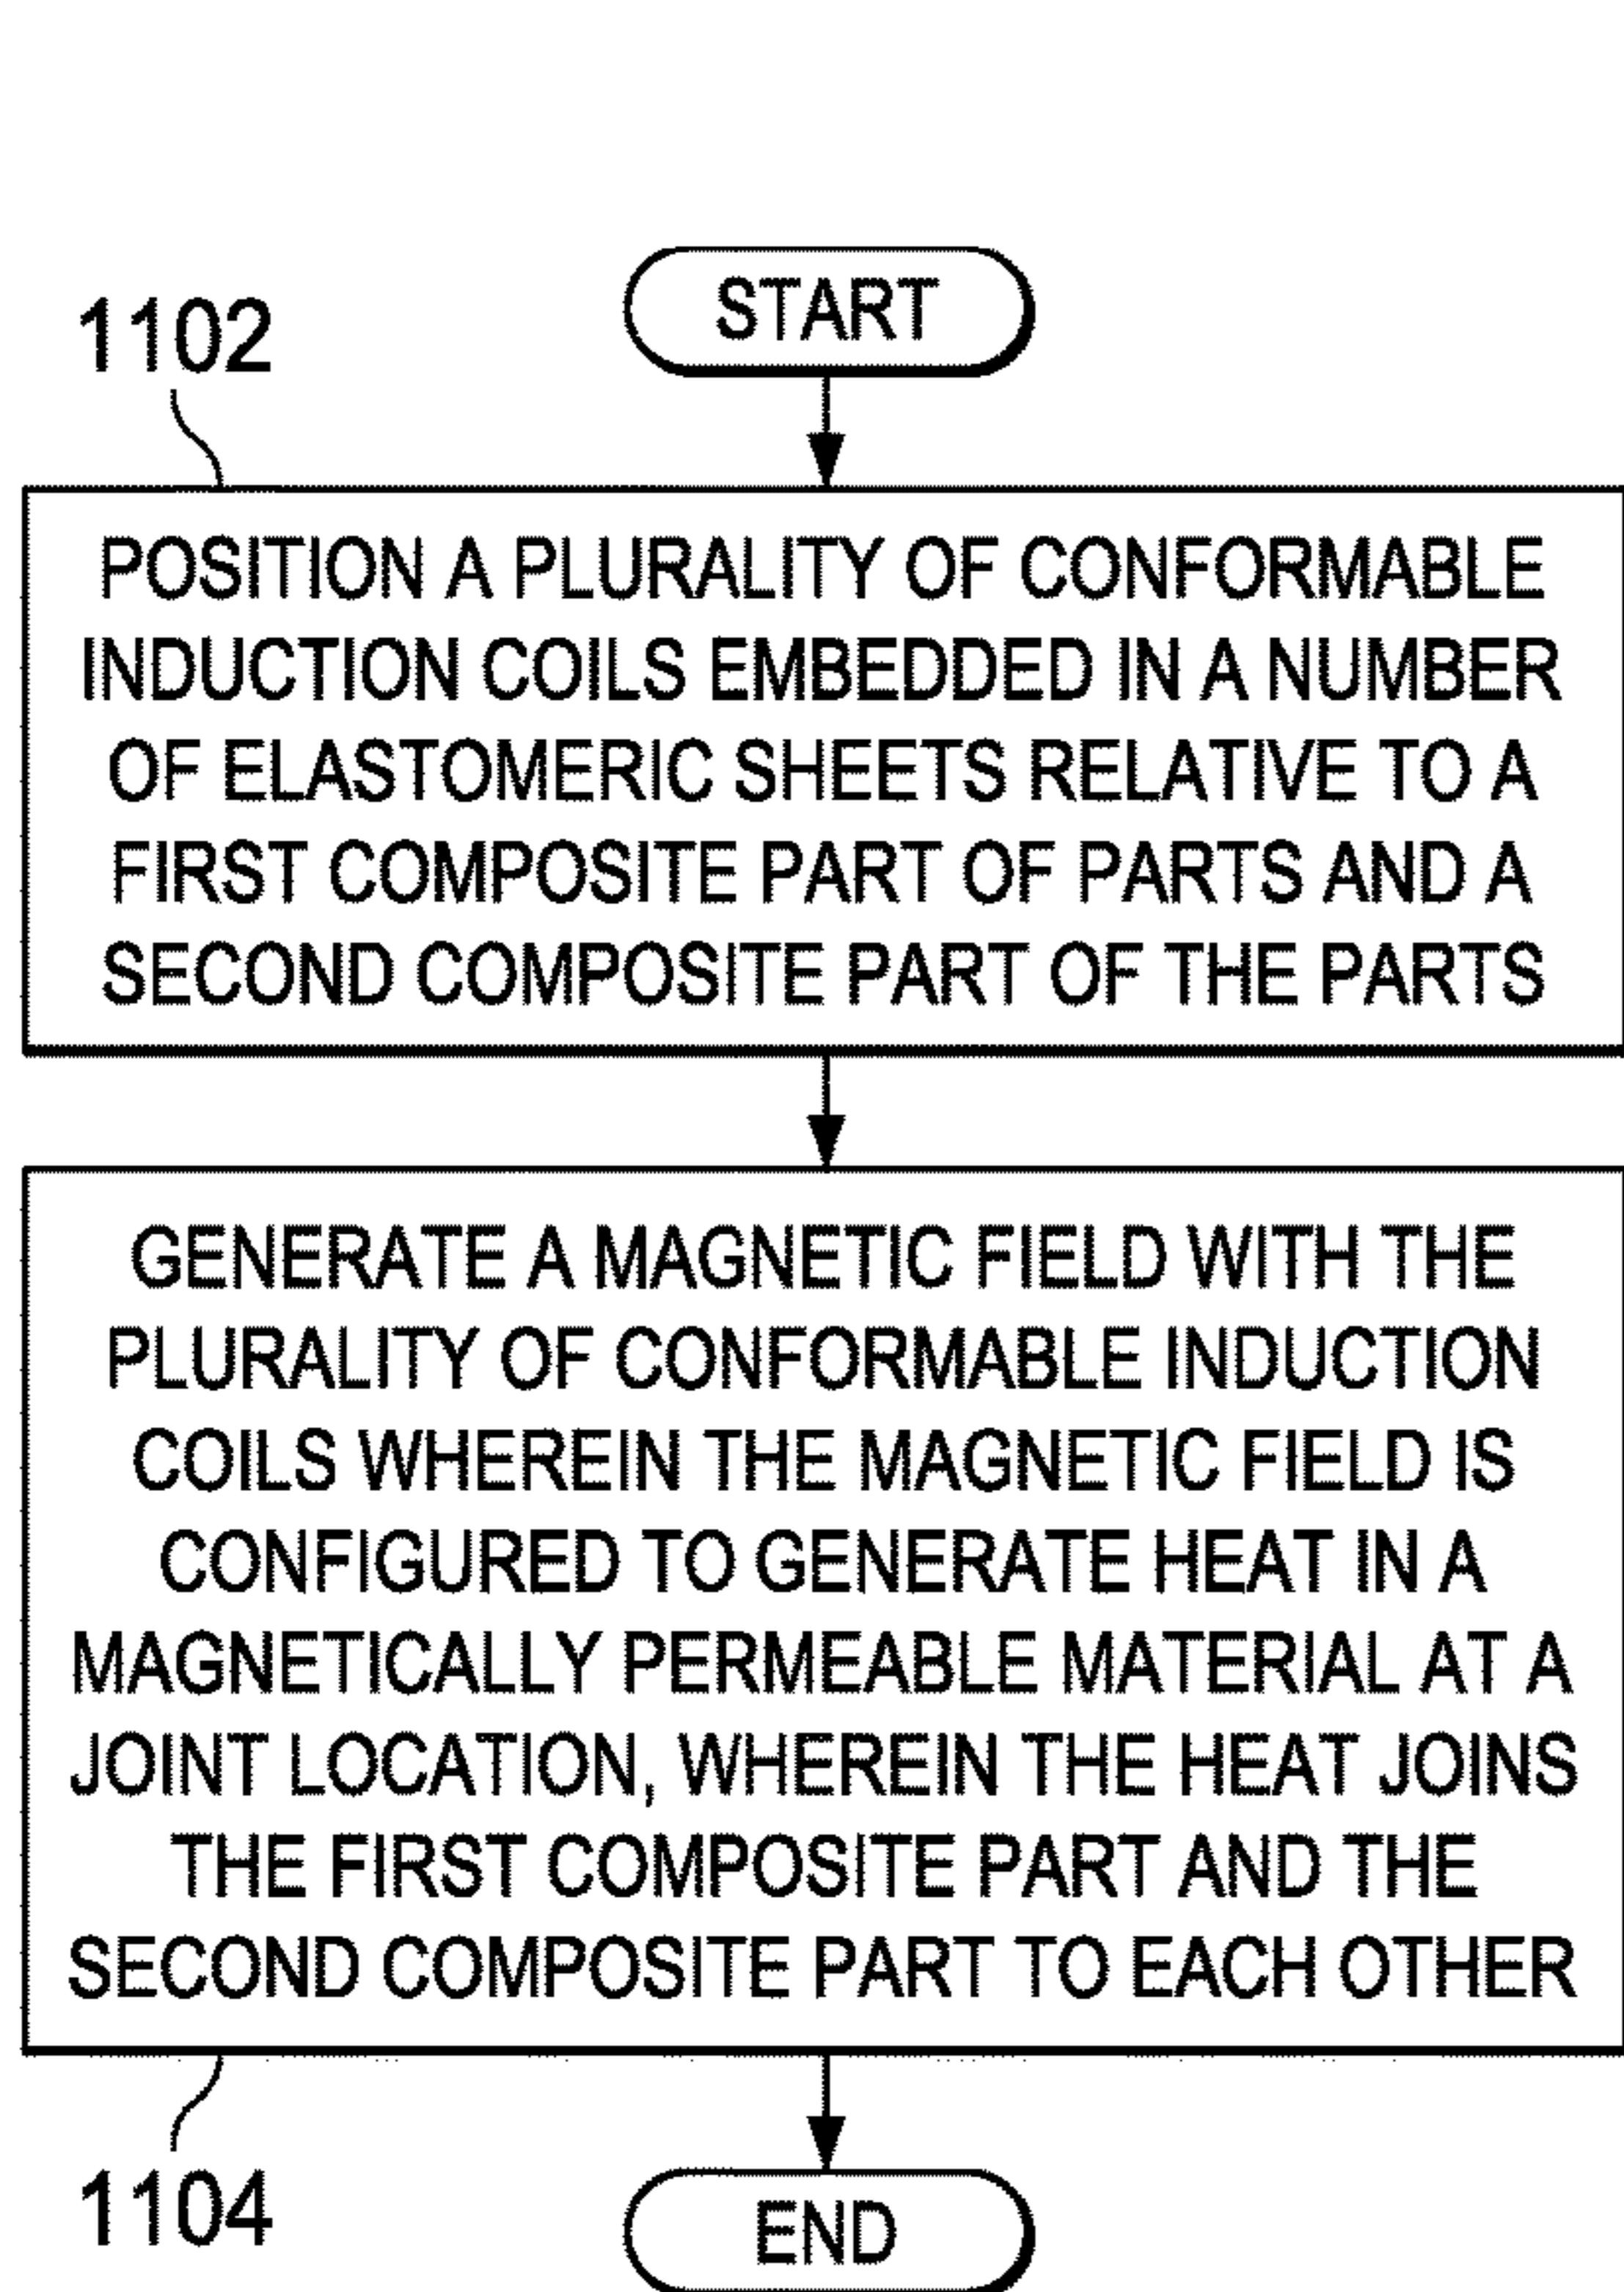 START
1102
POSITION A PLURALITY OF CONFORMABLE
INDUCTION COILS EMBEDDED IN A NUMBER
OF ELASTOMERIC SHEETS RELATIVE TO A
FIRST COMPOSITE PART OF PARTS AND A
SECOND COMPOSITE PART OF THE PARTS
GENERATE A MAGNETIC FIELD WITH THE
PLURALITY OF CONFORMABLE INDUCTION
COILS WHEREIN THE MAGNETIC FIELD IS
CONFIGURED TO GENERATE HEAT IN A
MAGNETICALLY PERMEABLE MATERIAL AT A
JOINT LOCATION, WHEREIN THE HEAT JOINS
THE FIRST COMPOSITE PART AND THE
SECOND COMPOSITE PART TO EACH OTHER
1104
END